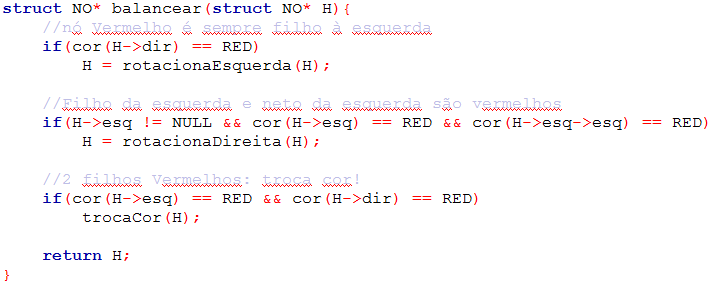 struct NO* balancear(struct NO* H){
//nó Vermelho é sempre filho à esquerda
if(cor(H->dir) == RED)
H = rotacionaEsquerda(H);
//Filho da esquerda e neto da esquerda são vermelhos
if(H->esq != NULL && cor(H->esq) == RED && cor(H->esq->esq) == RED)
H = rotacionaDireita(H);
//2 filhos Vermelhos: troca cor!
if(cor(H->esq) == RED && cor(H->dir) == RED)
trocaCor(H);
return H;
}